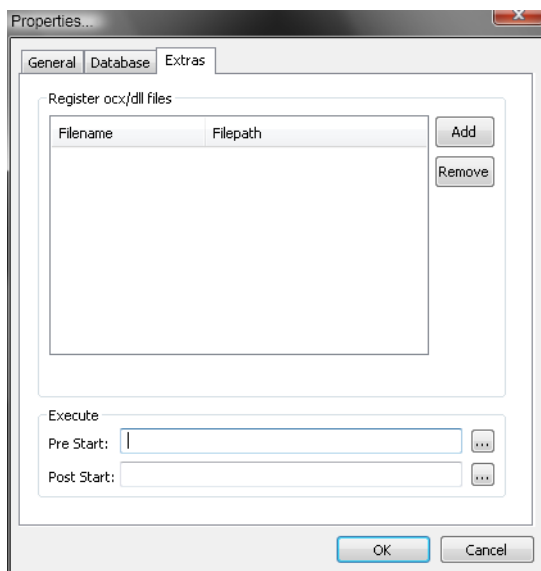 Properties...
General Database Extras
Register ocx/dll files
Filename Filepath
Add
Remove
Execute
Pre Start: ...
Post Start: ...
OK Cancel